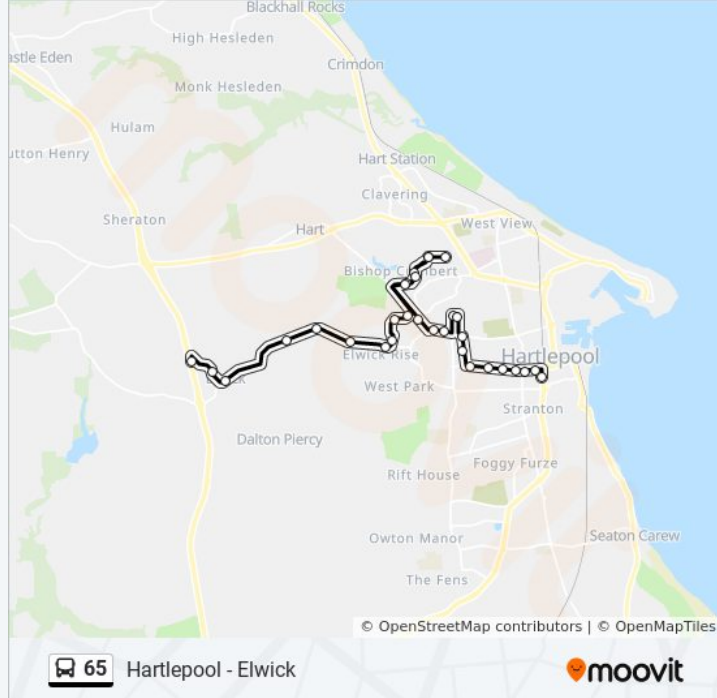 Blackhall Rocks
High Hesleden
astle Eden
Crimdon
Monk Hesleden
Hulam
utton Henry
Hart Station
Clavering
Sheraton
West View
Hart
Bishop Cuthbert
Elwick Rise
Hartlepool
West Park
Stranton
Dalton Piercy
Foggy Furze
Rift House
Owton Manor
Seaton Carew
The Fens
© OpenStreetMap contributors | © OpenMapTiles
65 Hartlepool - Elwick
moovit